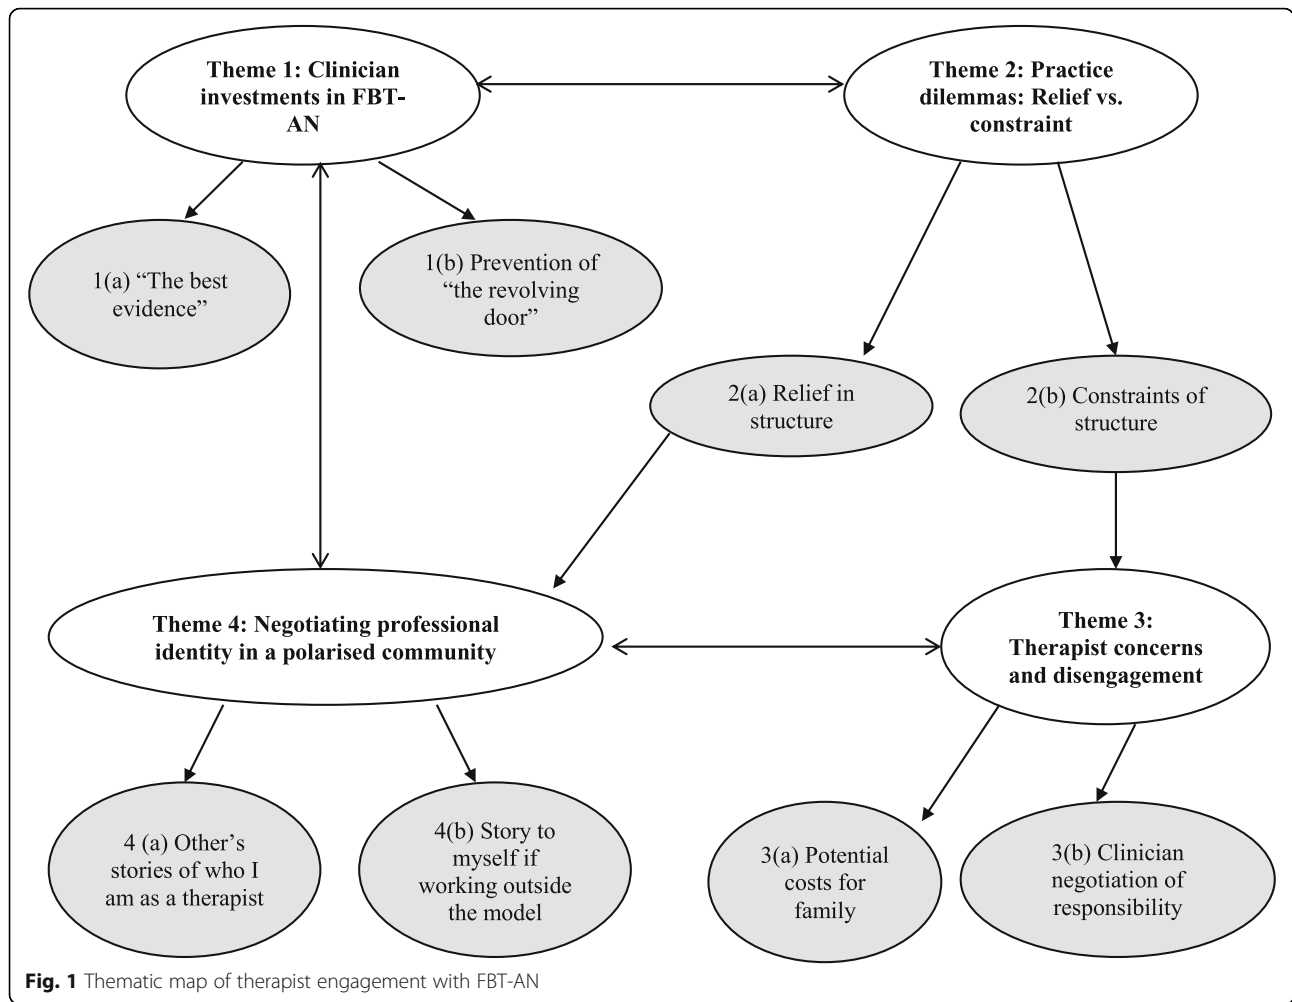 Theme 1: Clinician
investments in FBT-
AN
Theme 2: Practice
dilemmas: Relief vs.
constraint
1(a) “The best
evidence”
1(b) Prevention of
“the revolving
door”
2(a) Relief in
structure
2(b) Constraints of
structure
Theme 4: Negotiating professional
identity in a polarised community
Theme 3:
Therapist concerns
and disengagement
4 (a) Other’s
stories of who I
am as a therapist
4(b) Story to
myself if
working outside
the model
3(a) Potential
costs for
family
3(b) Clinician
negotiation of
responsibility
Fig. 1 Thematic map of therapist engagement with FBT-AN